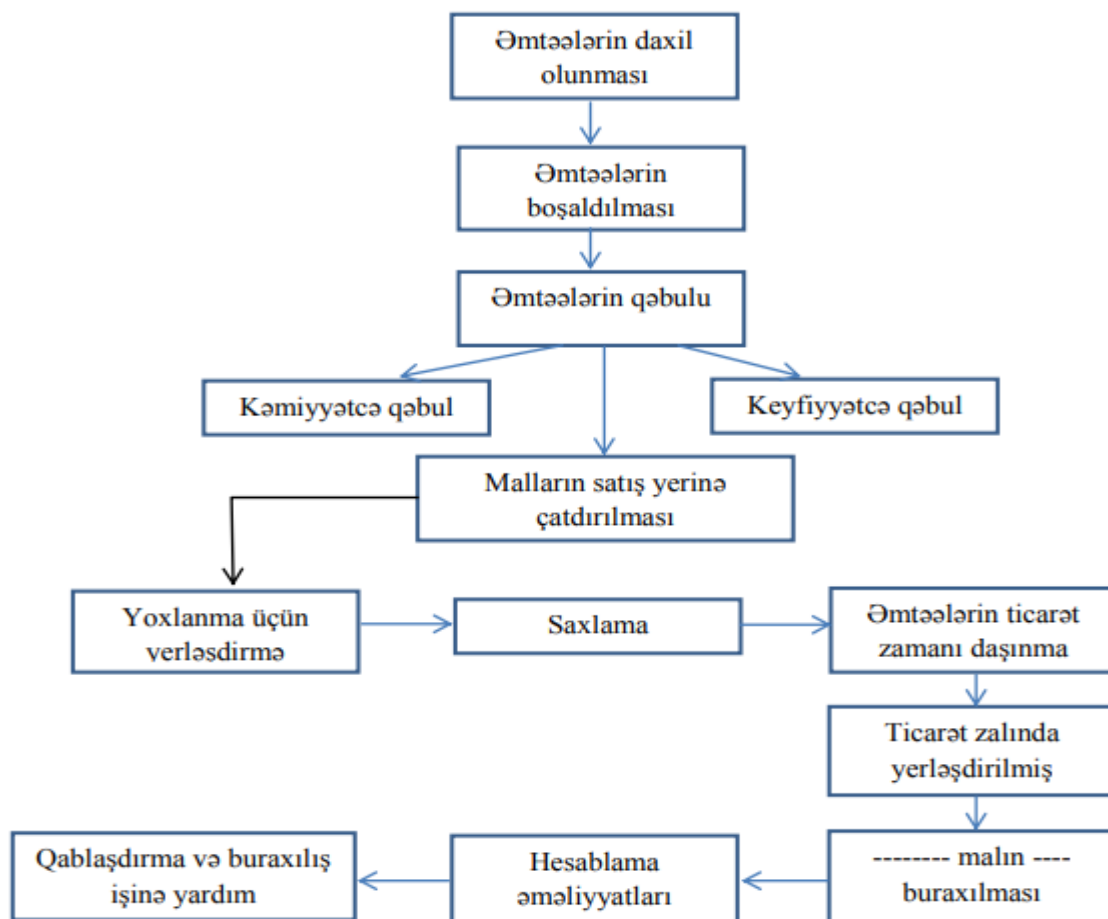 Əmtəələrin daxil
olunması
Əmtəələrin
boşaldılması
Əmtəələrin qəbulu
Kəmiyyətcə qəbul
Keyfiyyətcə qəbul
Malların satış yerinə
çatdırılması
Yoxlanma üçün
yerləşdirmə
Saxlama
Əmtəələrin ticarət
zamanı daşınma
Ticarət zalında
yerləşdirilmiş
-------- malın ----
buraxılması
Hesablama
əməliyyatları
Qablaşdırma və buraxılış
işinə yardım